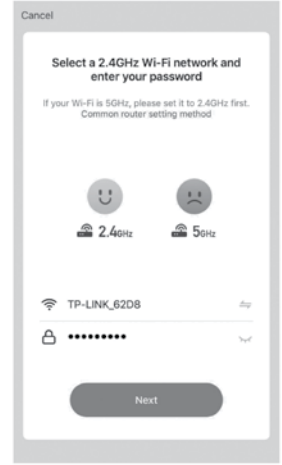 Cancel
Select a 2.4GHz Wi-Fi network and
enter your password
If your Wi-Fi is 5GHz, please set it to 2.4GHz first.
Common router setting method
2.4GHz
5GHz
TP-LINK_62D8
•••••••••
Next